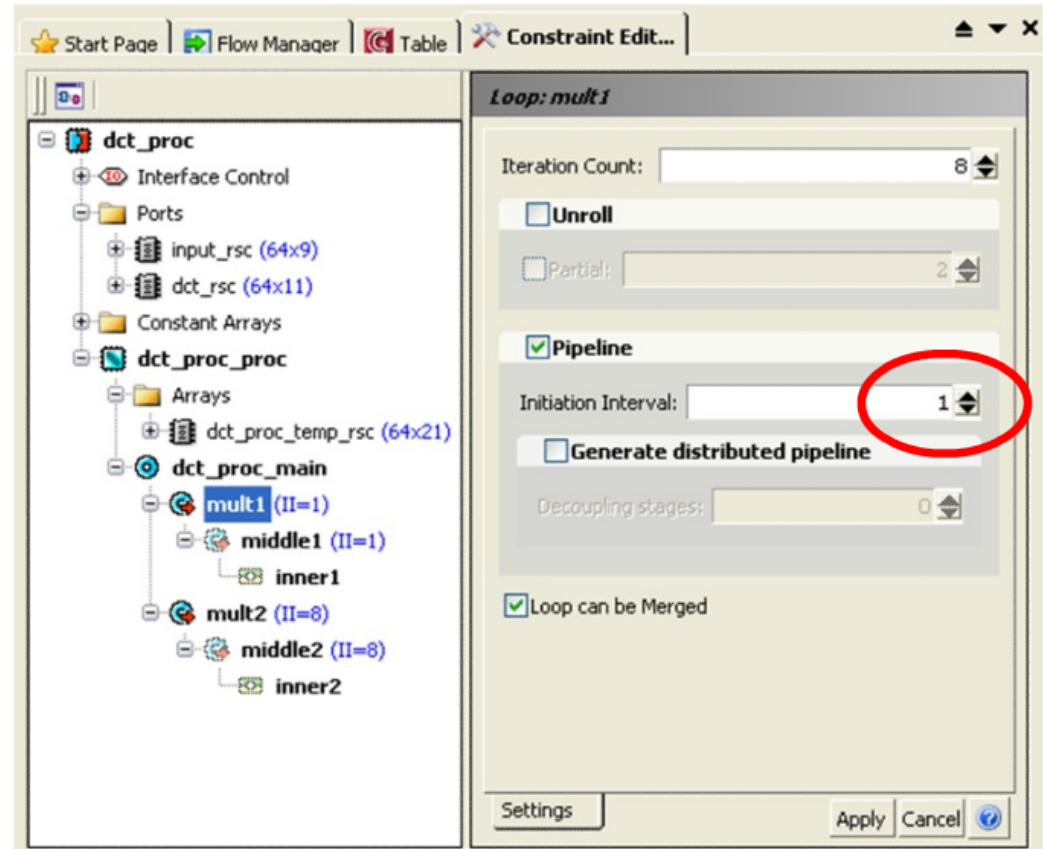 Start Page Flow Manager Table Constraint Edit...
Loop: mult1
dct_proc
Interface Control
Ports
input_rsc (64x9)
dct_rsc (64x11)
Constant Arrays
dct_proc_proc
Arrays
dct_proc_temp_rsc (64x21)
dct_proc_main
mult1 (II=1)
middle1 (II=1)
inner1
mult2 (II=8)
middle2 (II=8)
inner2
Iteration Count: 8
Unroll
Partial: 2
Pipeline
Initiation Interval: 1
Generate distributed pipeline
Decoupling stages: 0
Loop can be Merged
Settings
Apply Cancel